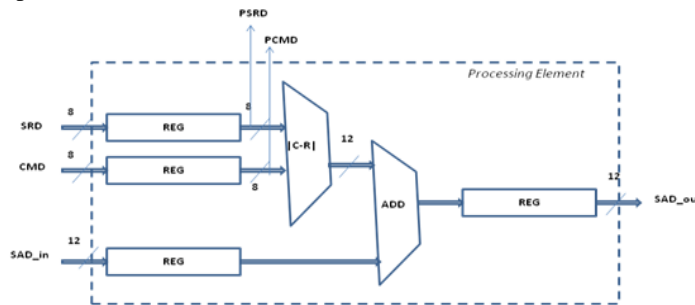 PSRD
PCMD
Processing Element
8
8
SRD
REG
8
CMD
REG
8
|C-R|
12
ADD
12
SAD_in
REG
REG
12
SAD_ou